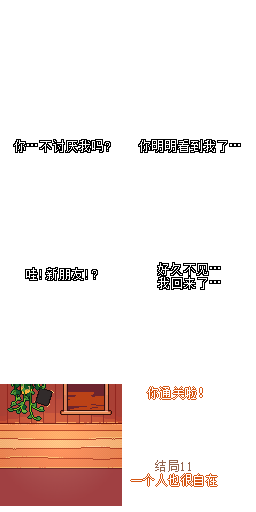 你…不讨厌我吗？
你明明看到我了…
哇！新朋友！？
好久不见…
我回来了…
你通关啦！
结局11
一个人也很自在